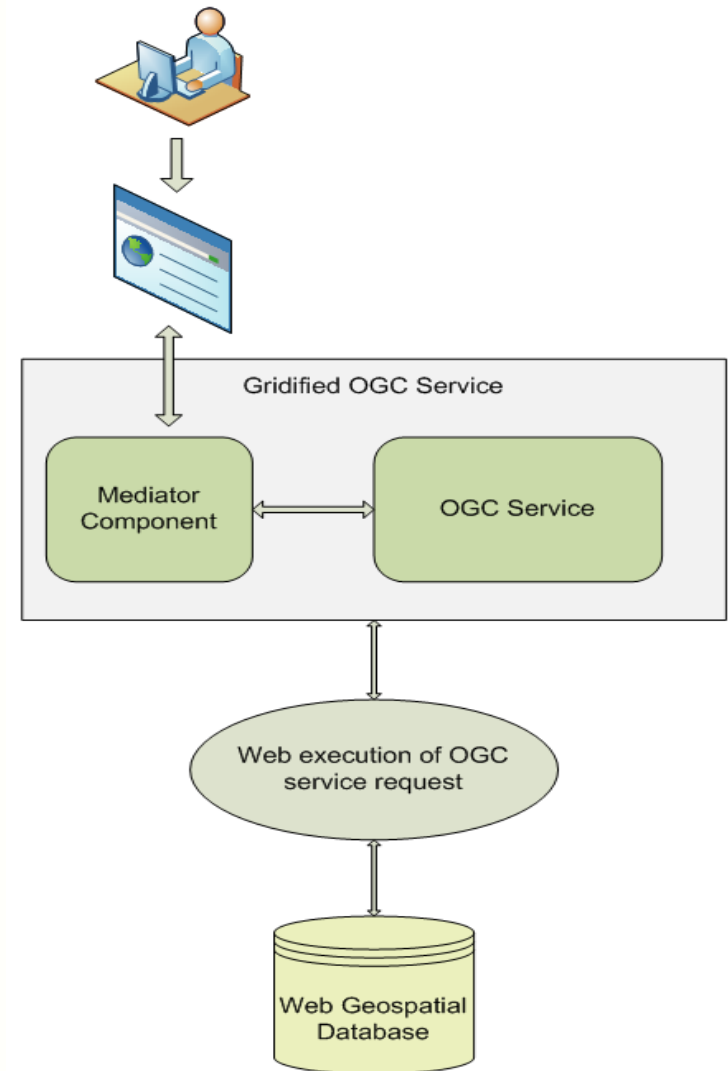 Gridified OGC Service
Mediator
Component
OGC Service
Web execution of OGC
service request
Web Geospatial
Database